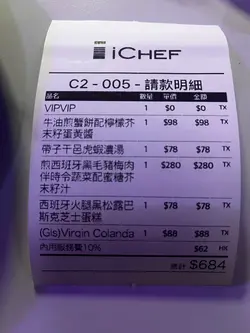 iCHEF
C2-005-請款明細
品名 數量 單價 金額
VIPVIP 1 $0 $0 TX
牛油煎蟹餅配檸檬芥 1 $98 $98 TX
末籽蛋黃醬
帶子干邑虎蝦濃湯 1 $78 $78 TX
煎西班牙黑毛豬梅肉 1 $280 $280 TX
伴時令蔬菜配蜜糖芥
末籽汁
西班牙火腿黑松露巴 1 $78 $78 TX
斯克芝士蛋糕
(Gls)Virgin Colanda 1 $88 $88 TX
內用服務費10% $62
總計 $684